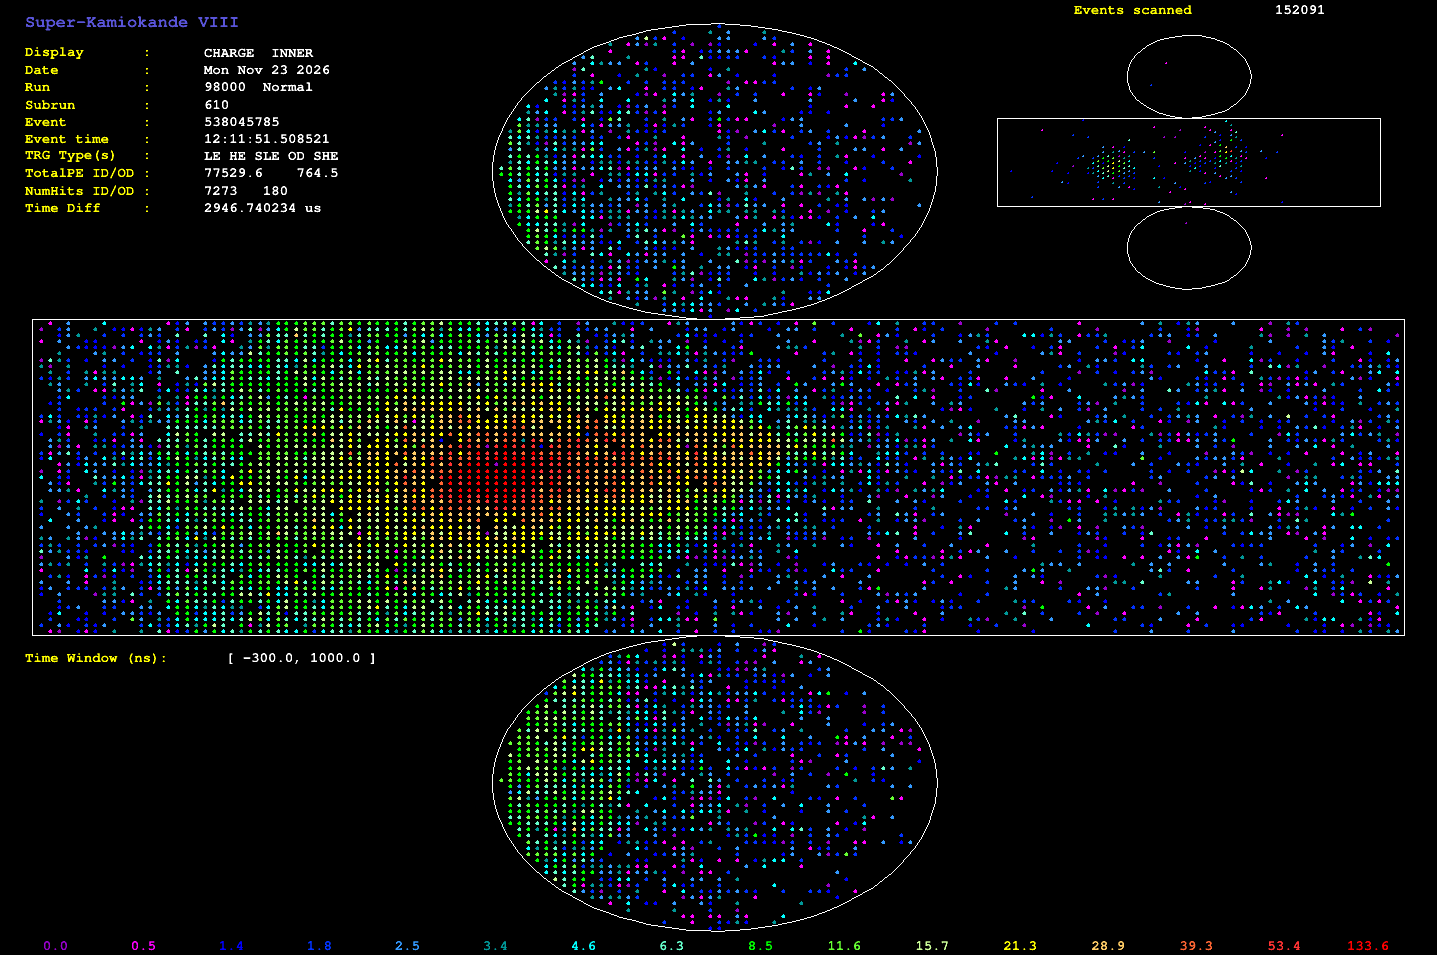 Super-Kamiokande VIII
Events scanned 152091
Display : CHARGE INNER
Date : Mon Nov 23 2026
Run : 98000 Normal
Subrun : 610
Event : 538045785
Event time : 12:11:51.508521
TRG Type(s) : LE HE SLE OD SHE
TotalPE ID/OD : 77529.6 764.5
NumHits ID/OD : 7273 180
Time Diff : 2946.740234 us
Time Window (ns): [ -300.0, 1000.0 ]
0.0 0.5 1.4 1.8 2.5 3.4 4.6 6.3 8.5 11.6 15.7 21.3 28.9 39.3 53.4 133.6